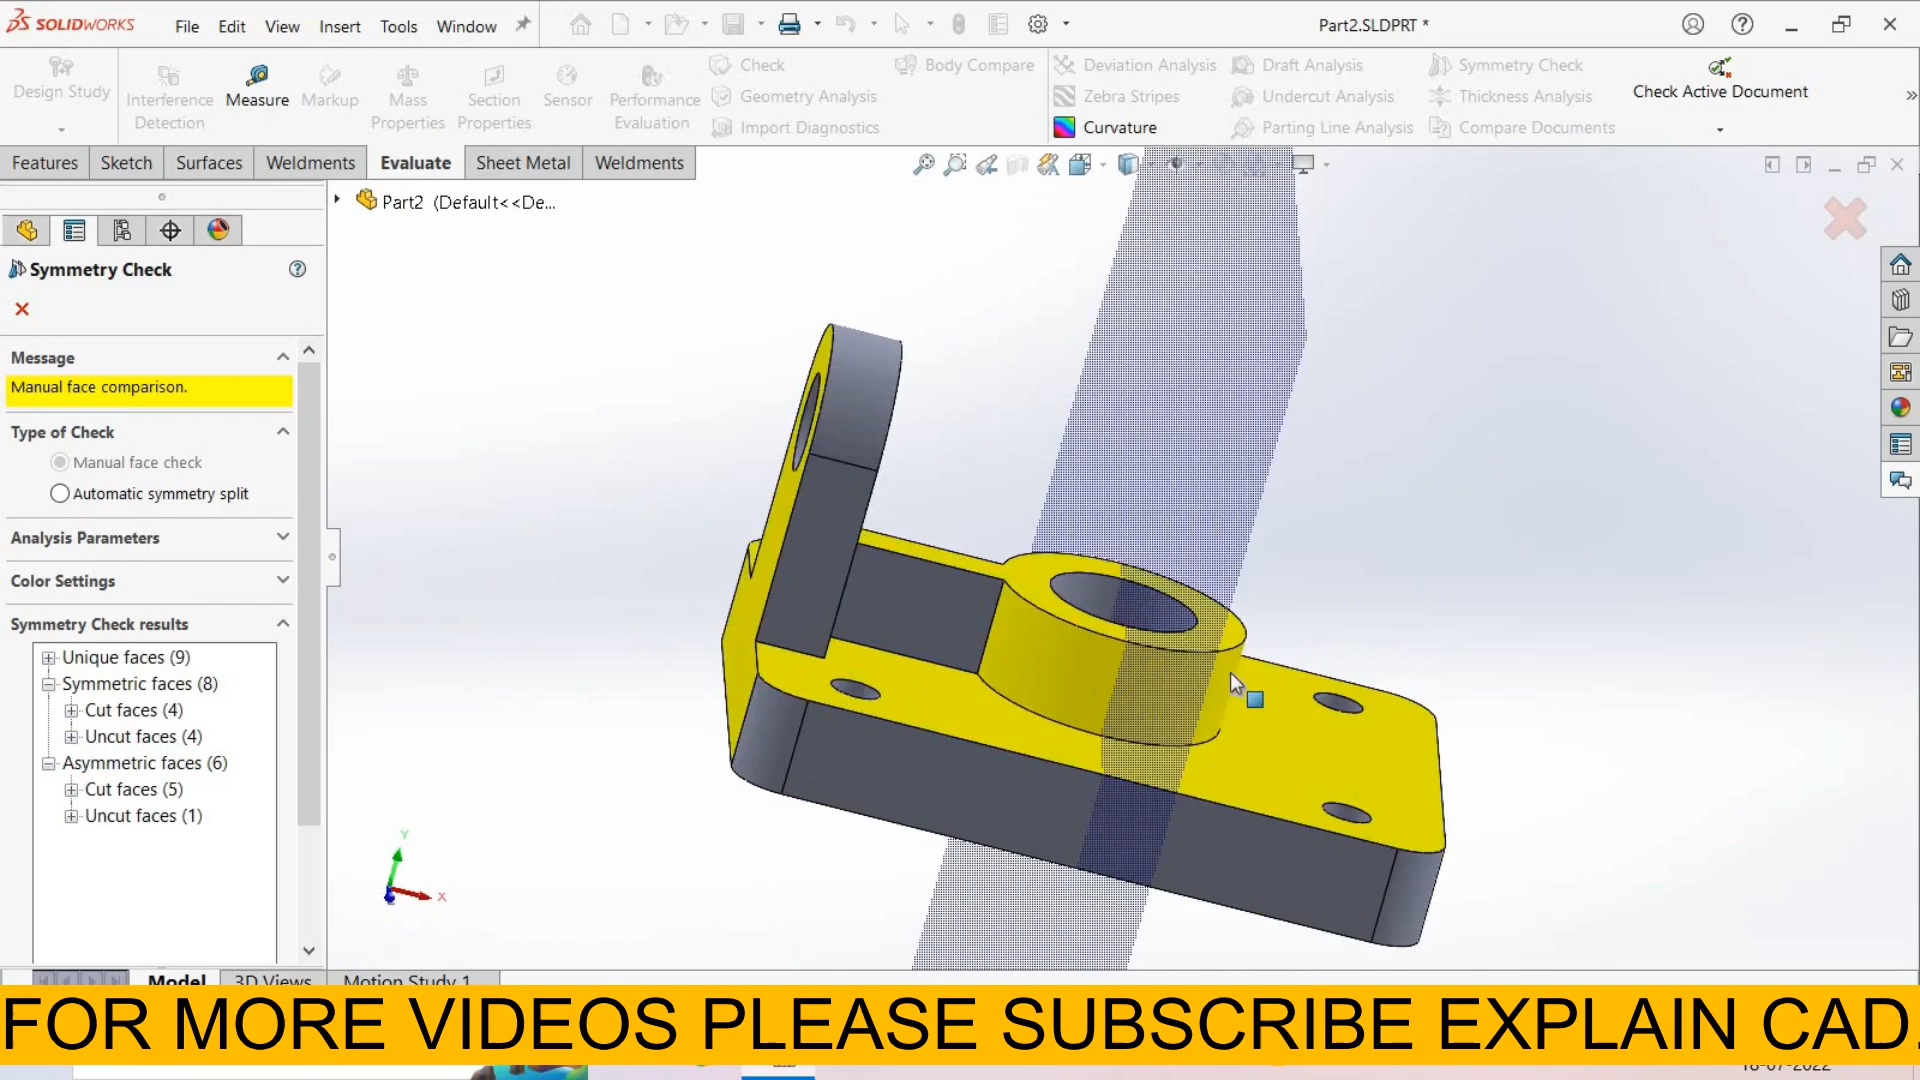 SOLIDWORKS
File Edit View Insert Tools Window
Part2.SLDPRT *
Design Study
Interference Detection
Measure
Markup
Mass Properties
Section Properties
Sensor
Performance Evaluation
Check
Geometry Analysis
Import Diagnostics
Body Compare
Deviation Analysis
Zebra Stripes
Curvature
Draft Analysis
Undercut Analysis
Parting Line Analysis
Symmetry Check
Thickness Analysis
Compare Documents
Check Active Document
Features Sketch Surfaces Weldments Evaluate Sheet Metal Weldments
Part2 (Default<<De...
Symmetry Check
Message
Manual face comparison.
Type of Check
Manual face check
Automatic symmetry split
Analysis Parameters
Color Settings
Symmetry Check results
Unique faces (9)
Symmetric faces (8)
Cut faces (4)
Uncut faces (4)
Asymmetric faces (6)
Cut faces (5)
Uncut faces (1)
Y
X
Model 3D Views Motion Study 1
FOR MORE VIDEOS PLEASE SUBSCRIBE EXPLAIN CAD.
18-07-2022